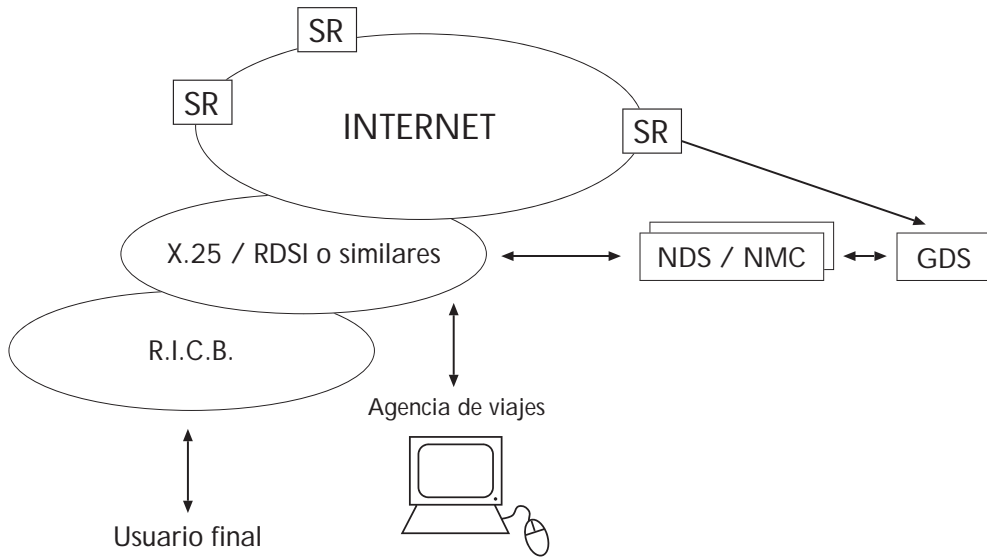 SR
SR
INTERNET
SR
X.25 / RDSI o similares
NDS / NMC
GDS
R.I.C.B.
Agencia de viajes
Usuario final